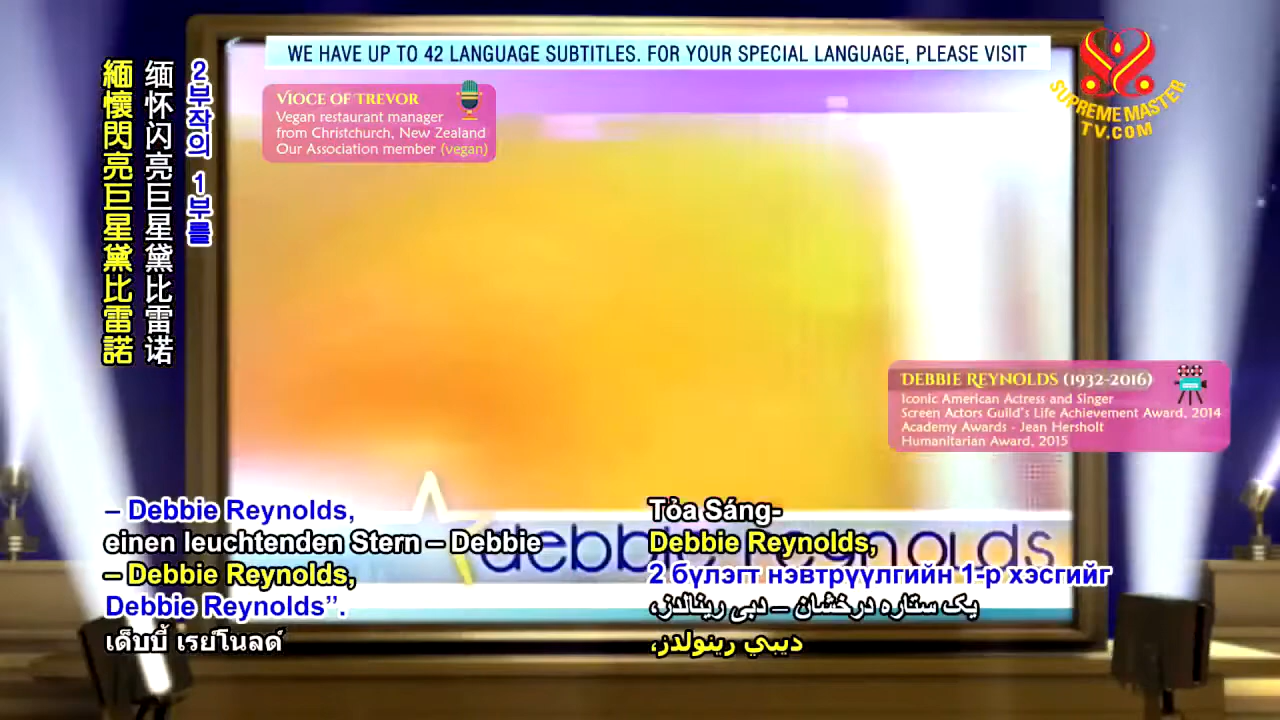 WE HAVE UP TO 42 LANGUAGE SUBTITLES. FOR YOUR SPECIAL LANGUAGE, PLEASE VISIT
SUPREME MASTER
TV.COM
VIOCE OF TREVOR
Vegan restaurant manager
from Christchurch, New Zealand
Our Association member (vegan)
緬懷閃亮巨星黛比雷諾
缅怀闪亮巨星黛比雷诺
2부작의 1부를
DEBBIE REYNOLDS (1932-2016)
Iconic American Actress and Singer
Screen Actors Guild's Life Achievement Award, 2014
Academy Awards - Jean Hersholt
Humanitarian Award, 2015
debbie reynolds
– Debbie Reynolds,
einen leuchtenden Stern – Debbie
– Debbie Reynolds,
Debbie Reynolds”.
เด็บบี้ เรย์โนลด์
Tỏa Sáng-
Debbie Reynolds,
2 бүлэгт нэвтрүүлгийн 1-р хэсгийг
یک ستاره درخشان – دبی رینالدز،
ديبي رينولدز،